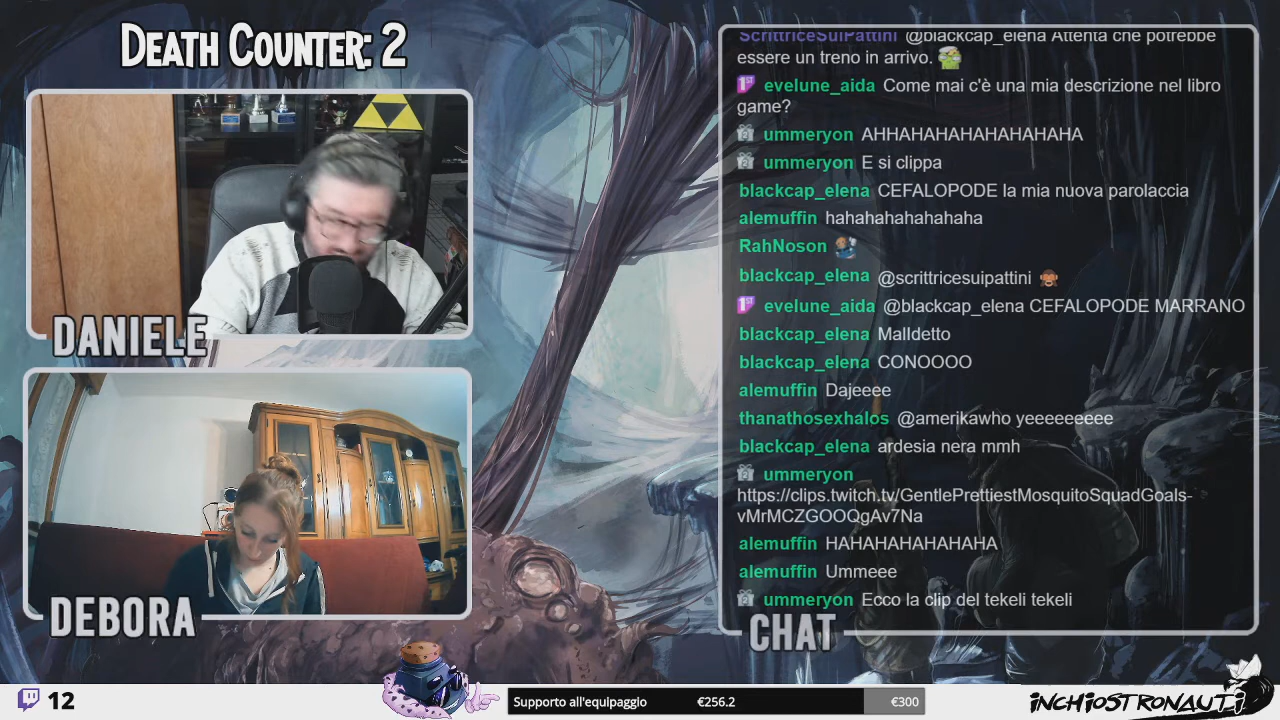 DEATH COUNTER: 2
DANIELE
DEBORA
ScrittriceSuiPattini @blackcap_elena Attenta che potrebbe
essere un treno in arrivo.
1ST evelune_aida Come mai c'è una mia descrizione nel libro
game?
ummeryon AHHAHAHAHAHAHAHAHA
ummeryon E si clippa
blackcap_elena CEFALOPODE la mia nuova parolaccia
alemuffin hahahahahahahaha
RahNoson
blackcap_elena @scrittricesuipattini
1ST evelune_aida @blackcap_elena CEFALOPODE MARRANO
blackcap_elena Malldetto
blackcap_elena CONOOOO
alemuffin Dajeeee
thanathosexhalos @amerikawho yeeeeeeeee
blackcap_elena ardesia nera mmh
ummeryon
https://clips.twitch.tv/GentlePrettiestMosquitoSquadGoals-
vMrMCZGOOQgAv7Na
alemuffin HAHAHAHAHAHAHA
alemuffin Ummeee
ummeryon Ecco la clip del tekeli tekeli
CHAT
12
Supporto all'equipaggio €256.2 €300
INCHIOSTRONAUTI